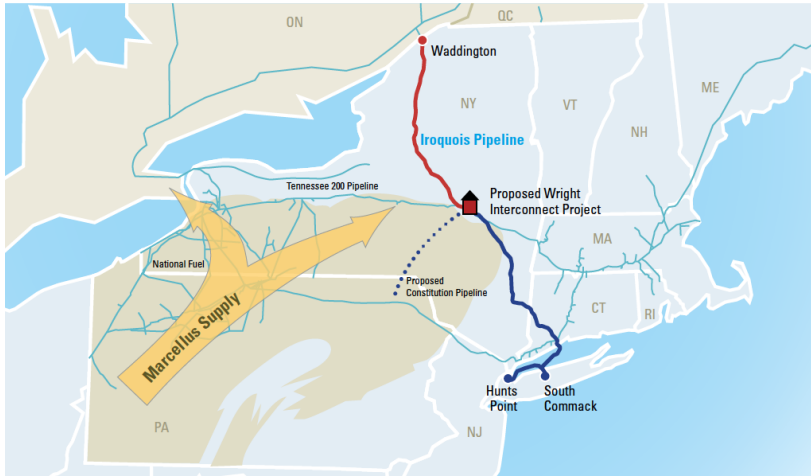 ON
QC
Waddington
ME
NY
VT
NH
Iroquois Pipeline
Tennessee 200 Pipeline
Proposed Wright
Interconnect Project
MA
National Fuel
Proposed
Constitution Pipeline
CT
RI
Marcellus Supply
Hunts
Point
South
Commack
PA
NJ